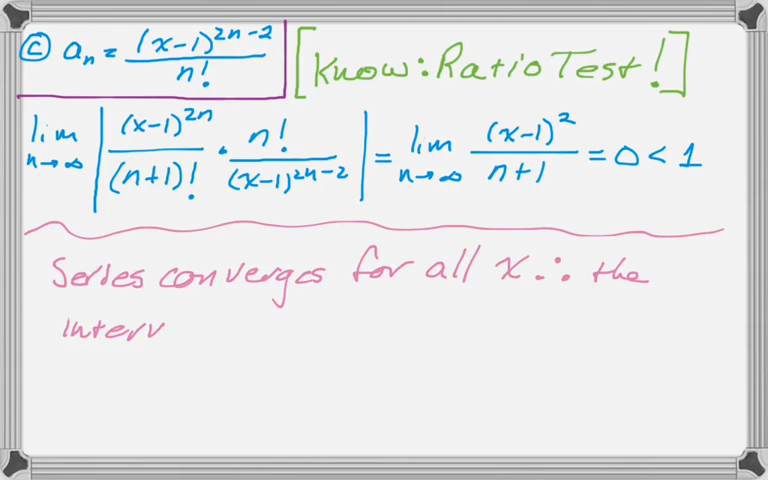 ⓒ aₙ = (x-1)^(2n-2) / n!
[Know: Ratio Test!]
lim n→∞ | (x-1)^(2n) / (n+1)! · n! / (x-1)^(2n-2) | = lim n→∞ (x-1)^2 / n+1 = 0 < 1
Series converges for all x ∴ the
interv